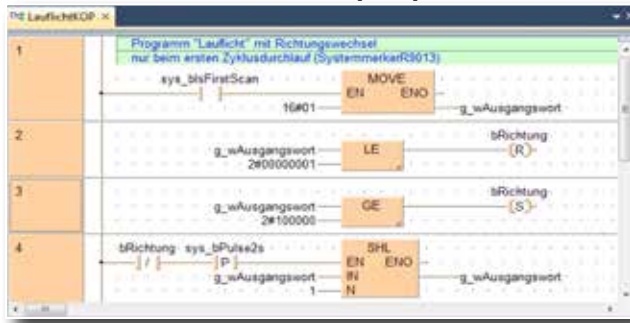 LauflichtKOP
1
Programm "Lauflicht" mit Richtungswechsel
nur beim ersten Zyklusdurchlauf (SystemmerkerR9013)
sys_bIsFirstScan
MOVE
EN ENO
16#01
g_wAusgangswort
2
bRichtung
g_wAusgangswort
LE
(R)
2#00000001
3
bRichtung
g_wAusgangswort
GE
(S)
2#100000
4
bRichtung sys_bPulse2s
SHL
/ P
EN ENO
g_wAusgangswort
IN
g_wAusgangswort
1
N